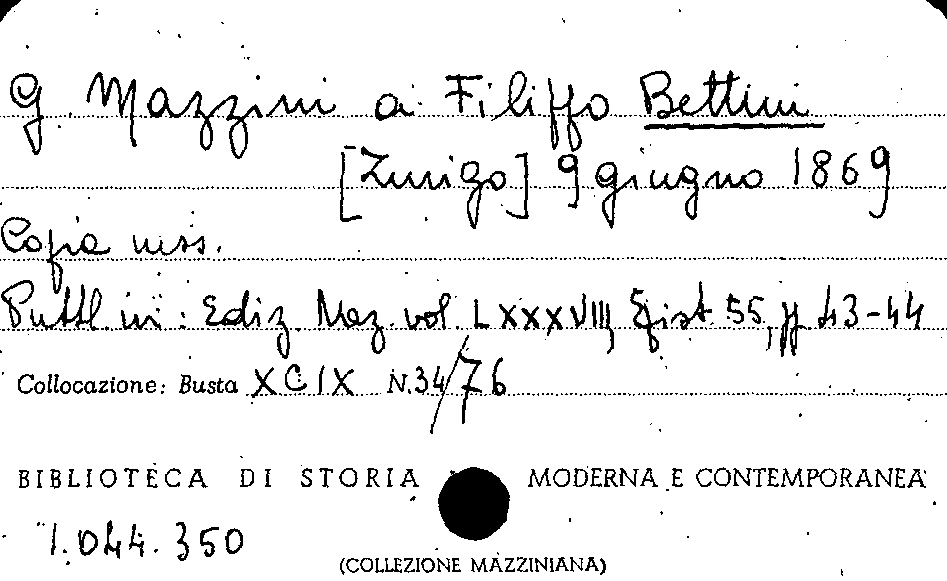 G. Mazzini a Filippo Bettini
[Zurigo] 9 giugno 1869
Copia mss.
Pubbl. in: Ediz. Maz. vol. LXXXVIII, Epist. 55, pp. 43-44
Collocazione: Busta XCIX N. 34/76
BIBLIOTECA DI STORIA MODERNA E CONTEMPORANEA
1.044.350
(COLLEZIONE MAZZINIANA)